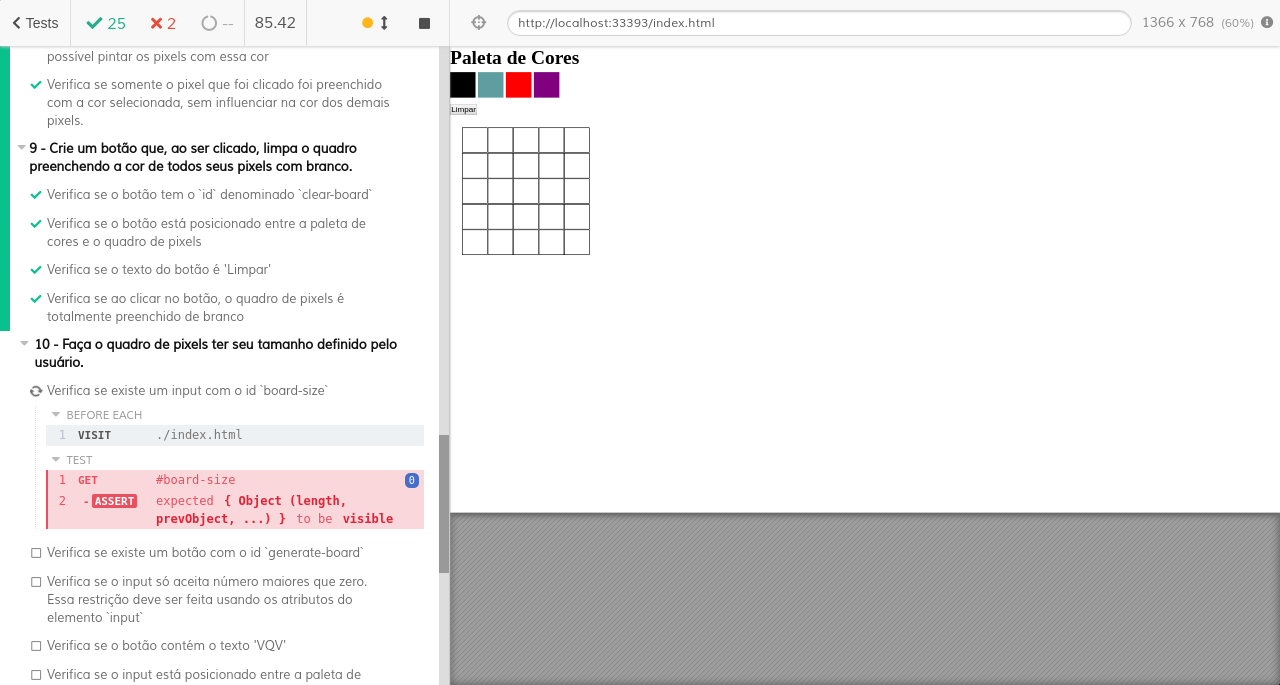 Tests
25
2
--
85.42
http://localhost:33393/index.html
1366 x 768 (60%)
possível pintar os pixels com essa cor
Verifica se somente o pixel que foi clicado foi preenchido
com a cor selecionada, sem influenciar na cor dos demais
pixels.
9 - Crie um botão que, ao ser clicado, limpa o quadro
preenchendo a cor de todos seus pixels com branco.
Verifica se o botão tem o `id` denominado `clear-board`
Verifica se o botão está posicionado entre a paleta de
cores e o quadro de pixels
Verifica se o texto do botão é 'Limpar'
Verifica se ao clicar no botão, o quadro de pixels é
totalmente preenchido de branco
10 - Faça o quadro de pixels ter seu tamanho definido pelo
usuário.
Verifica se existe um input com o id `board-size`
BEFORE EACH
1 VISIT ./index.html
TEST
1 GET #board-size 0
2 - ASSERT expected { Object (length,
prevObject, ...) } to be visible
Verifica se existe um botão com o id `generate-board`
Verifica se o input só aceita número maiores que zero.
Essa restrição deve ser feita usando os atributos do
elemento `input`
Verifica se o botão contém o texto 'VQV'
Verifica se o input está posicionado entre a paleta de
Paleta de Cores
Limpar